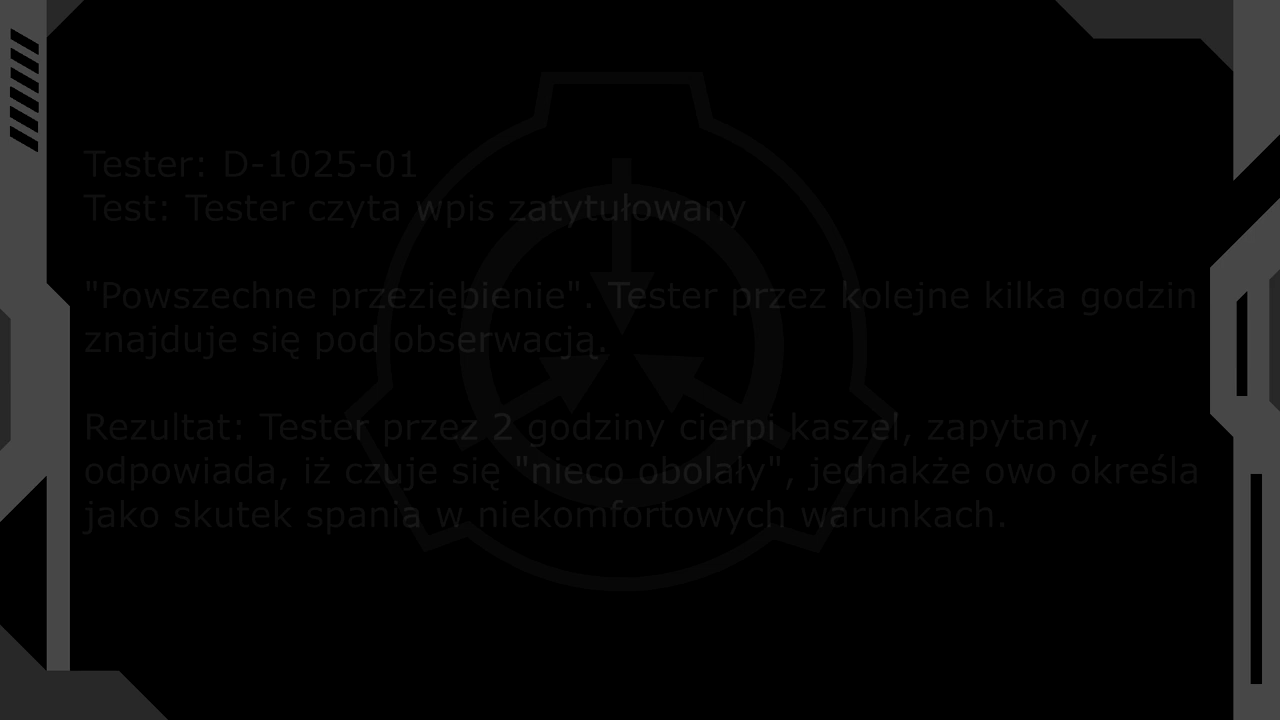 Tester: D-1025-01
Test: Tester czyta wpis zatytułowany
"Powszechne przeziębienie". Tester przez kolejne kilka godzin
znajduje się pod obserwacją.
Rezultat: Tester przez 2 godziny cierpi kaszel, zapytany,
odpowiada, iż czuje się "nieco obolały", jednakże owo określa
jako skutek spania w niekomfortowych warunkach.